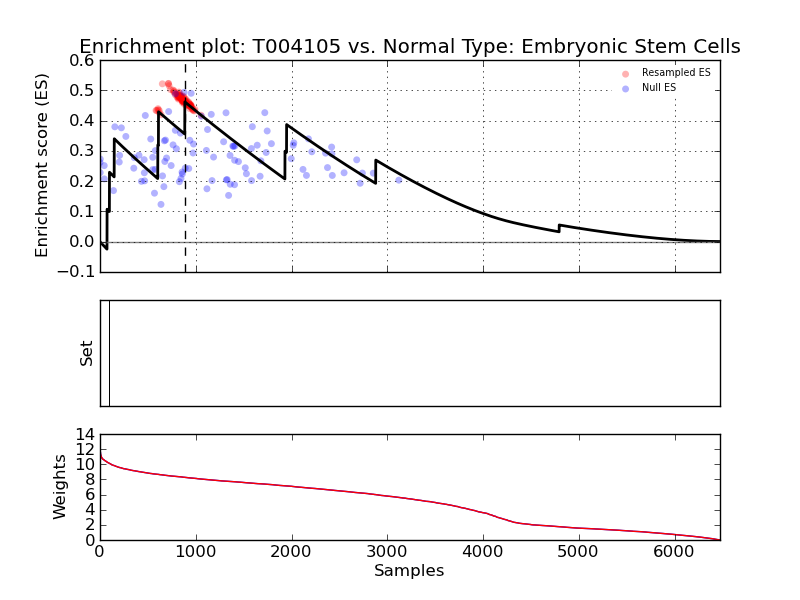 Enrichment plot: T004105 vs. Normal Type: Embryonic Stem Cells
Enrichment score (ES)
0.6
0.5
0.4
0.3
0.2
0.1
0.0
−0.1
Resampled ES
Null ES
Set
Weights
14
12
10
8
6
4
2
0
0 1000 2000 3000 4000 5000 6000
Samples